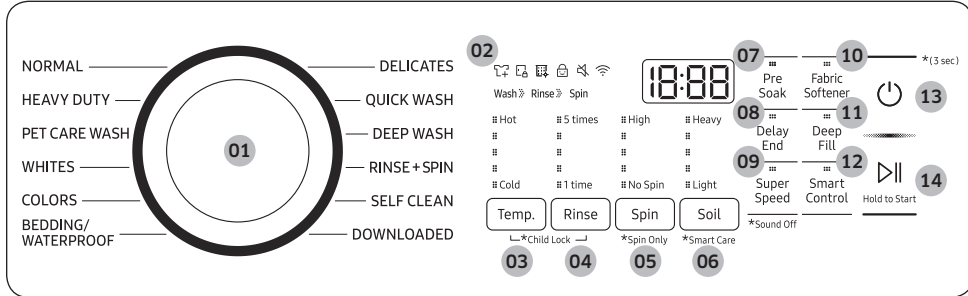 NORMAL
HEAVY DUTY
PET CARE WASH
WHITES
COLORS
BEDDING/
WATERPROOF
01
DELICATES
QUICK WASH
DEEP WASH
RINSE+SPIN
SELF CLEAN
DOWNLOADED
02
Wash Rinse Spin
18:88
Hot 5 times High Heavy
Cold 1 time No Spin Light
Temp. Rinse Spin Soil
*Child Lock *Spin Only *Smart Care
03 04 05 06
07 10
Pre
Soak
Fabric
Softener
08 11
Delay
End
Deep
Fill
09 12
Super
Speed
Smart
Control
*Sound Off
*(3 sec)
13
14
Hold to Start